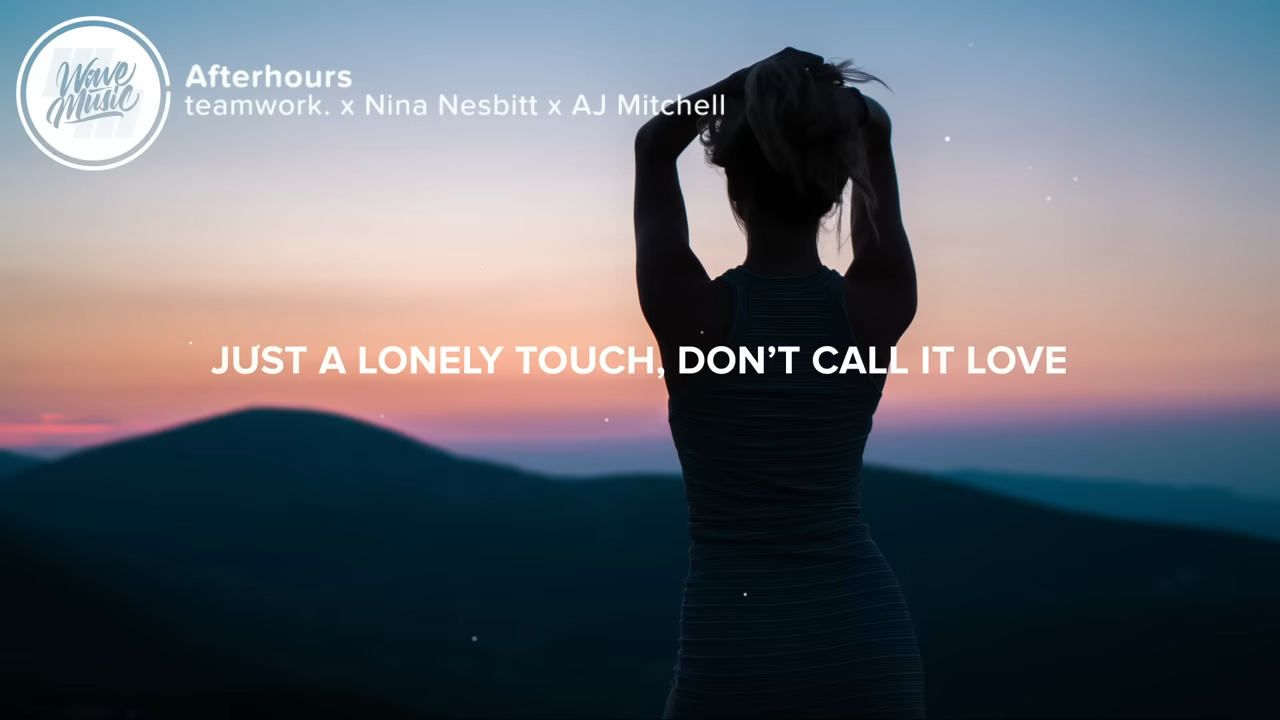 Wave
Music
Afterhours
teamwork. x Nina Nesbitt x AJ Mitchell
JUST A LONELY TOUCH, DON’T CALL IT LOVE